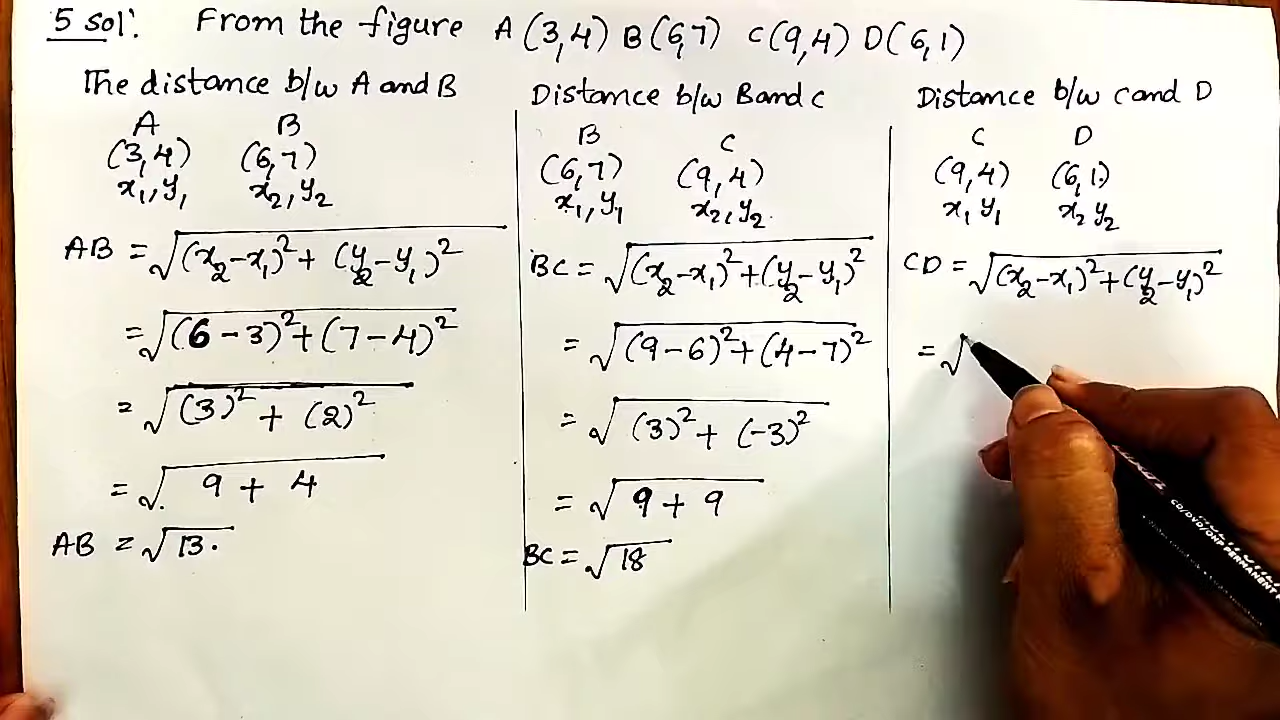 5 sol: From the figure A(3,4) B(6,7) C(9,4) D(6,1)
The distance b/w A and B
A B
(3,4) (6,7)
x₁,y₁ x₂,y₂
AB = √(x₂-x₁)²+(y₂-y₁)²
= √(6-3)²+(7-4)²
= √(3)²+(2)²
= √9+4
AB = √13.
Distance b/w B and C
B C
(6,7) (9,4)
x₁,y₁ x₂,y₂
BC = √(x₂-x₁)²+(y₂-y₁)²
= √(9-6)²+(4-7)²
= √(3)²+(-3)²
= √9+9
BC = √18
Distance b/w C and D
C D
(9,4) (6,1)
x₁ y₁ x₂ y₂
CD = √(x₂-x₁)²+(y₂-y₁)²
= √
CD/DVD/OHP PERMANENT